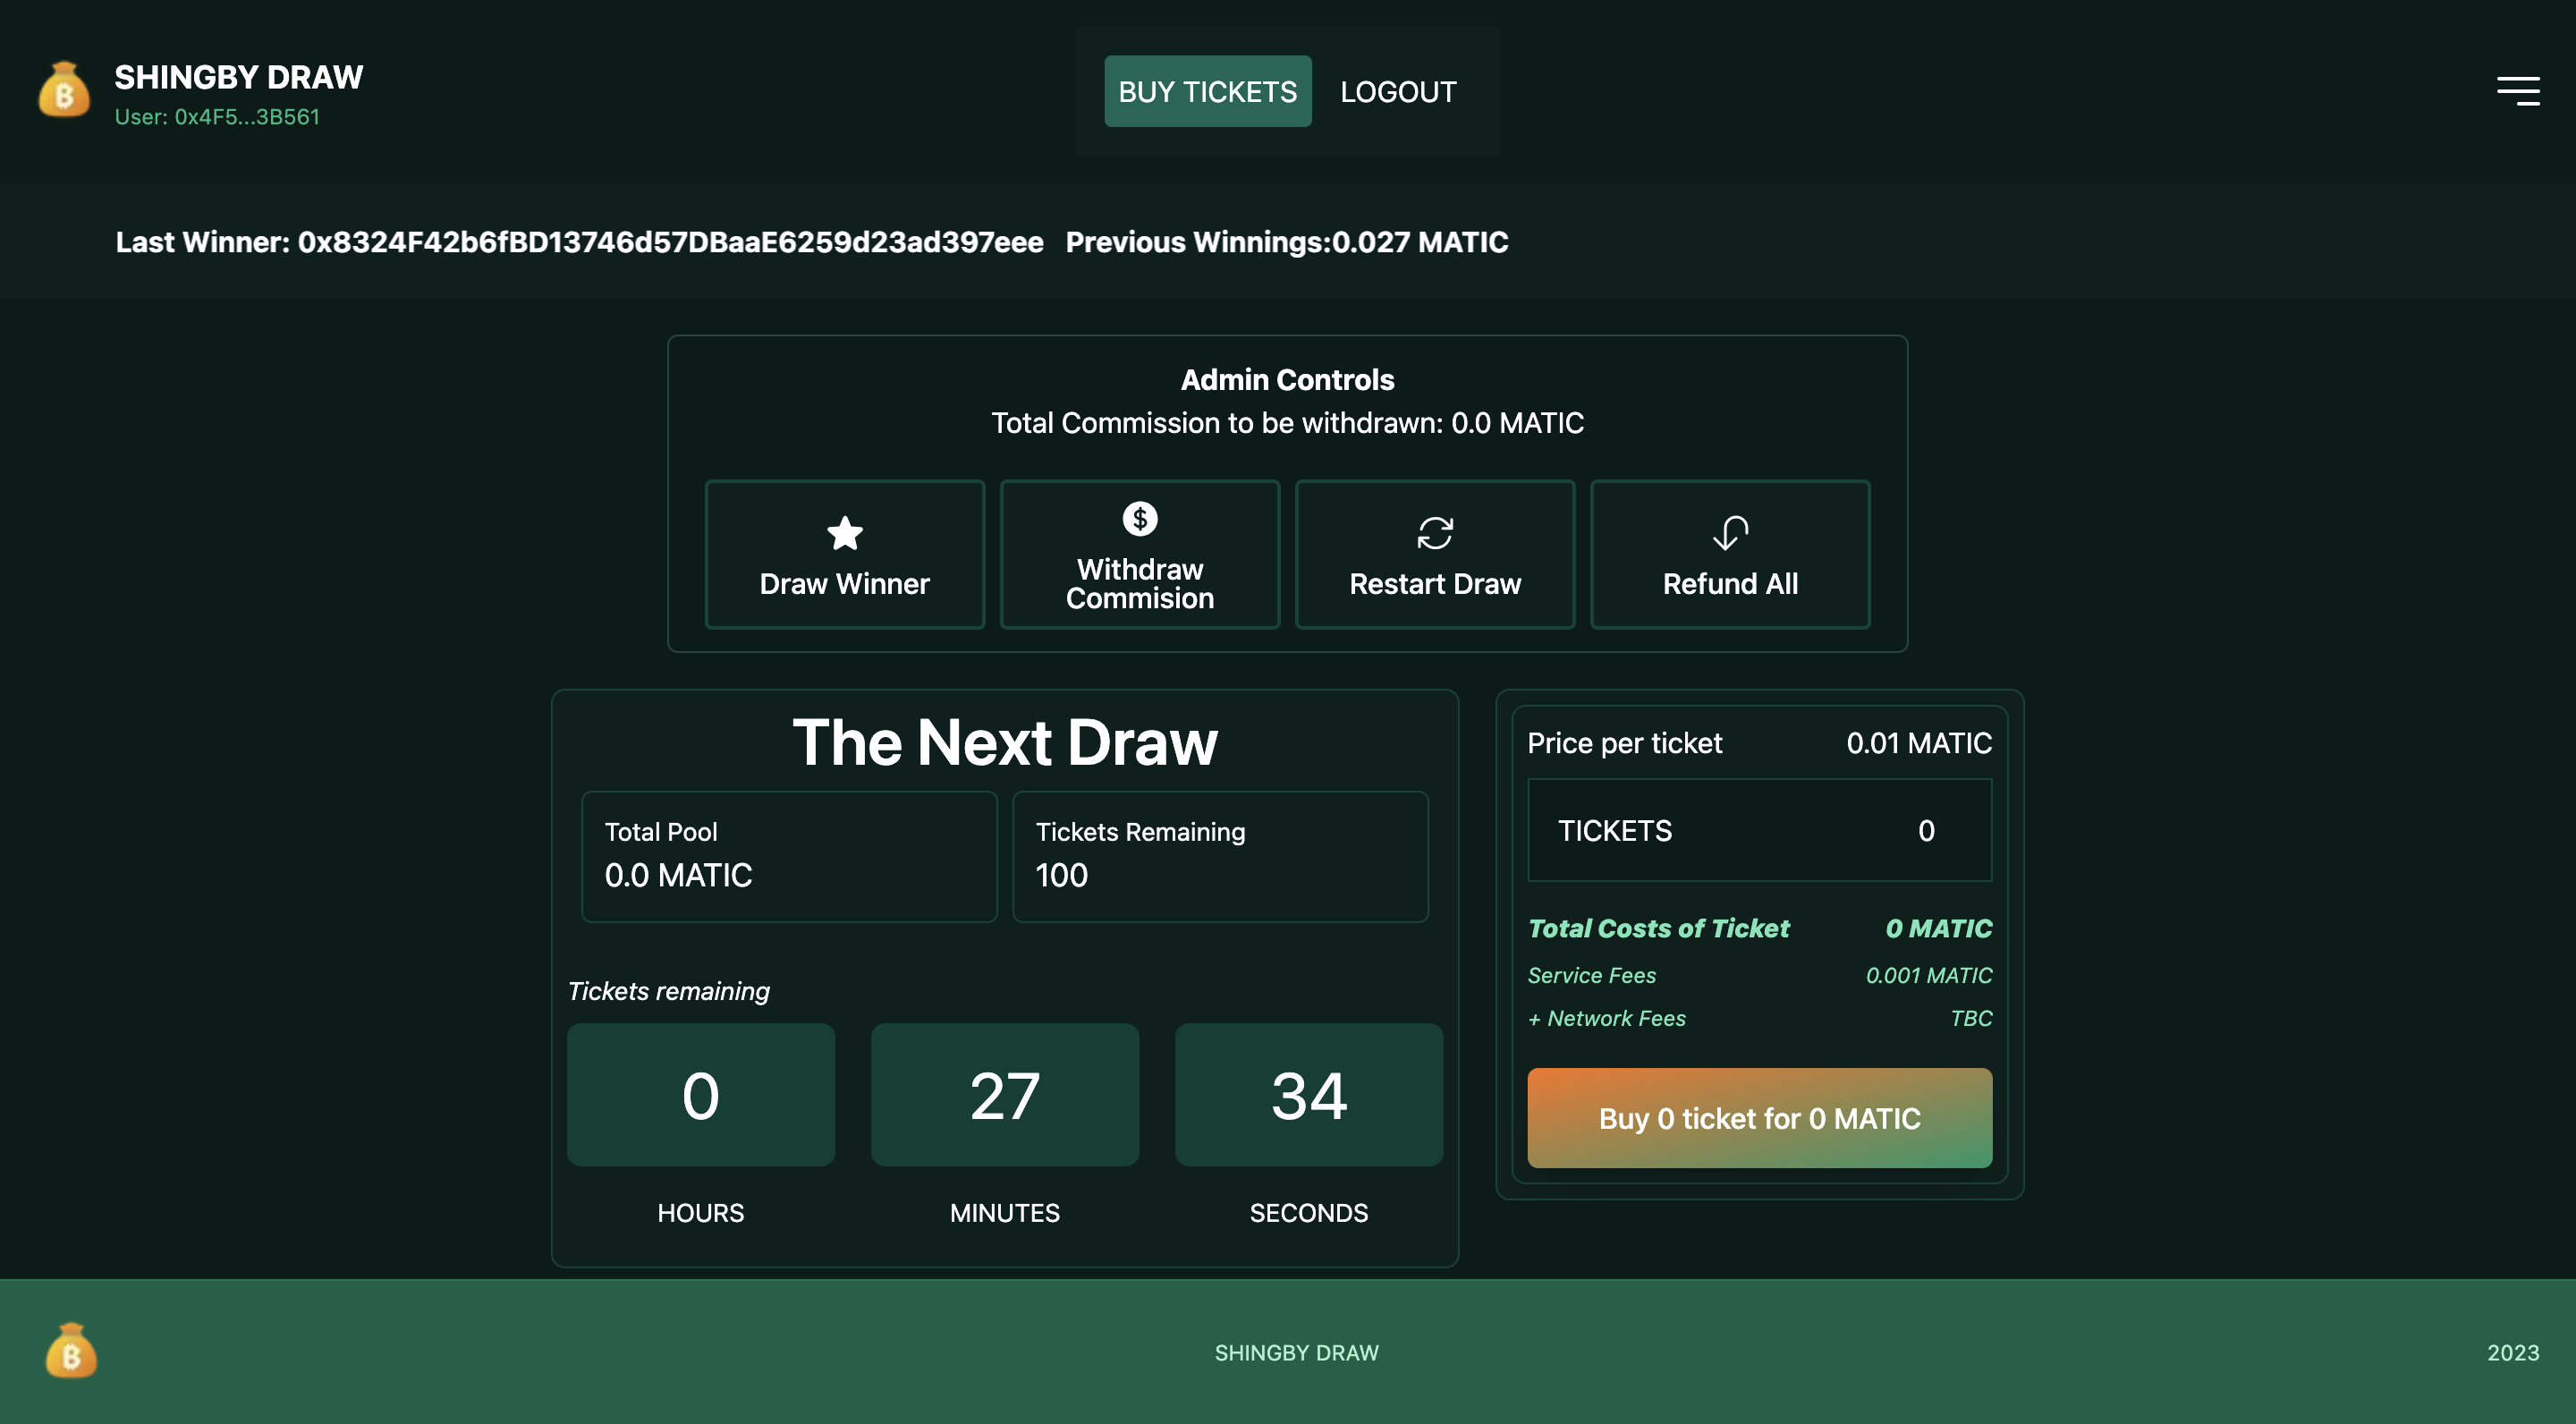 SHINGBY DRAW
User: 0x4F5...3B561
BUY TICKETS
LOGOUT
Last Winner: 0x8324F42b6fBD13746d57DBaaE6259d23ad397eee Previous Winnings:0.027 MATIC
Admin Controls
Total Commission to be withdrawn: 0.0 MATIC
Draw Winner
Withdraw
Commision
Restart Draw
Refund All
The Next Draw
Total Pool
0.0 MATIC
Tickets Remaining
100
Tickets remaining
0
27
34
HOURS
MINUTES
SECONDS
Price per ticket 0.01 MATIC
TICKETS 0
Total Costs of Ticket 0 MATIC
Service Fees 0.001 MATIC
+ Network Fees TBC
Buy 0 ticket for 0 MATIC
SHINGBY DRAW
2023